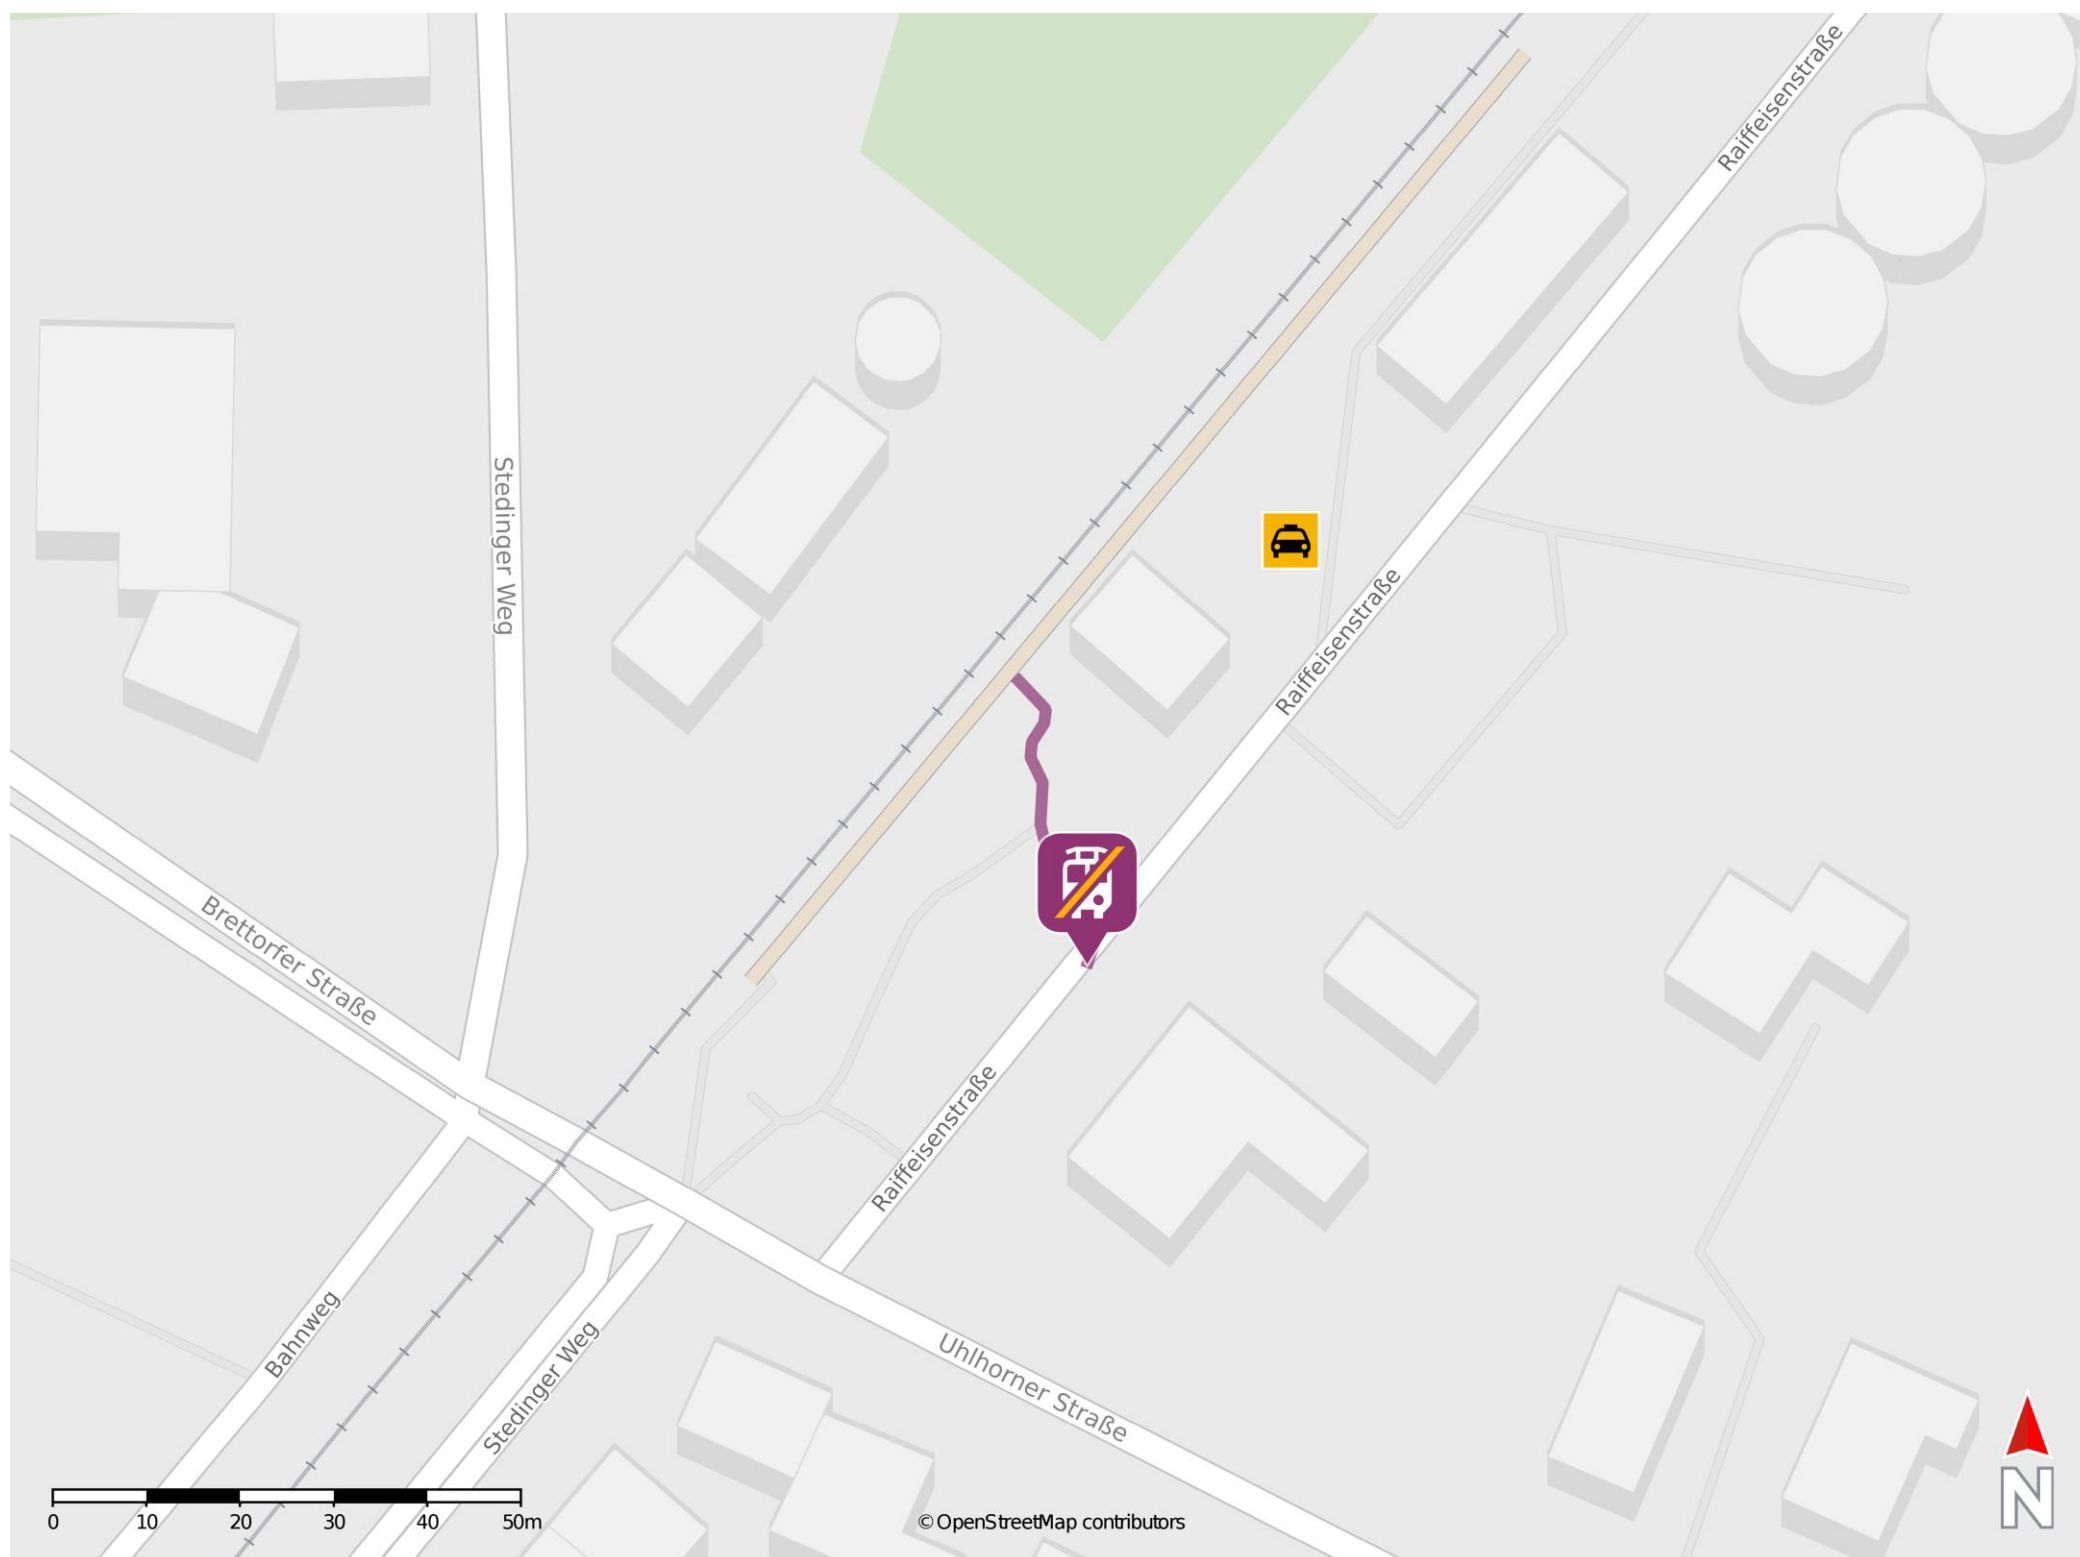 Raiffeisenstraße
Raiffeisenstraße
Stedinger Weg
Raiffeisenstraße
Brettorfer Straße
Raiffeisenstraße
Bahnweg
Stedinger Weg
Uhlhorner Straße
N
0 10 20 30 40 50m
© OpenStreetMap contributors